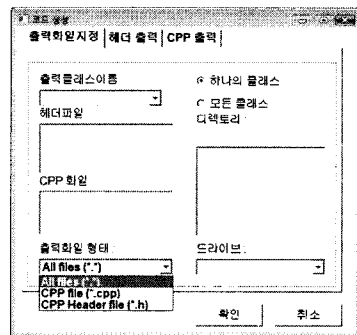 코드 생성
출력화일지정 헤더 출력 CPP 출력
출력클래스이름
하나의 클래스
모든 클래스
헤더파일
디렉토리
CPP 화일
출력화일 형태 :
드라이브 :
All files (*.*)
All files (*.*)
CPP file (*.cpp)
CPP Header file (*.h)
확인 취소